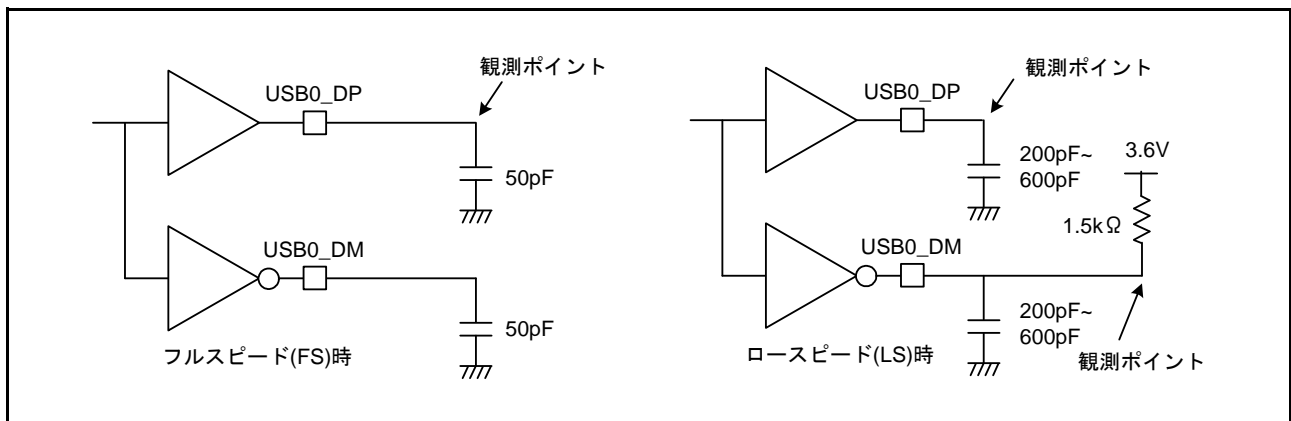 観測ポイント
USB0_DP
50pF
USB0_DM
50pF
フルスピード(FS)時
観測ポイント
USB0_DP
200pF~
600pF
3.6V
1.5kΩ
USB0_DM
200pF~
600pF
ロースピード(LS)時
観測ポイント